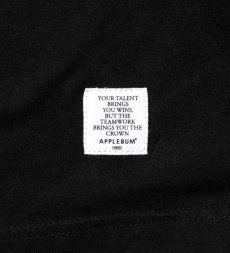 YOUR TALENT
BRINGS
YOU WINS,
BUT THE
TEAMWORK
BRINGS YOU THE
CROWN
APPLEBUM